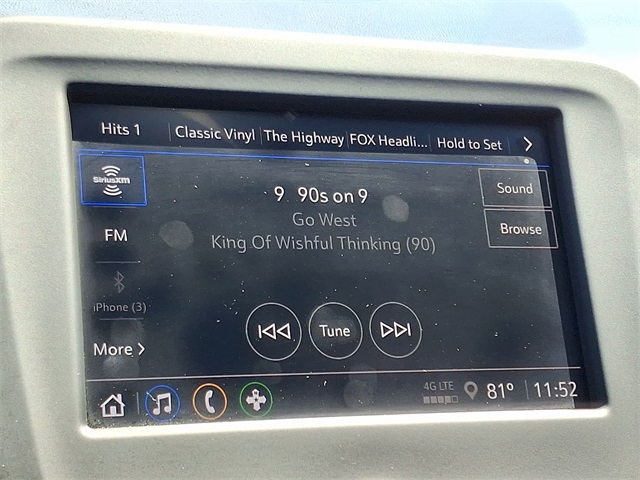 Hits 1
Classic Vinyl
The Highway
FOX Headli...
Hold to Set
SiriusXM
9 90s on 9
Sound
Go West
FM
Browse
King Of Wishful Thinking (90)
iPhone (3)
Tune
More
4G LTE
81°
11:52